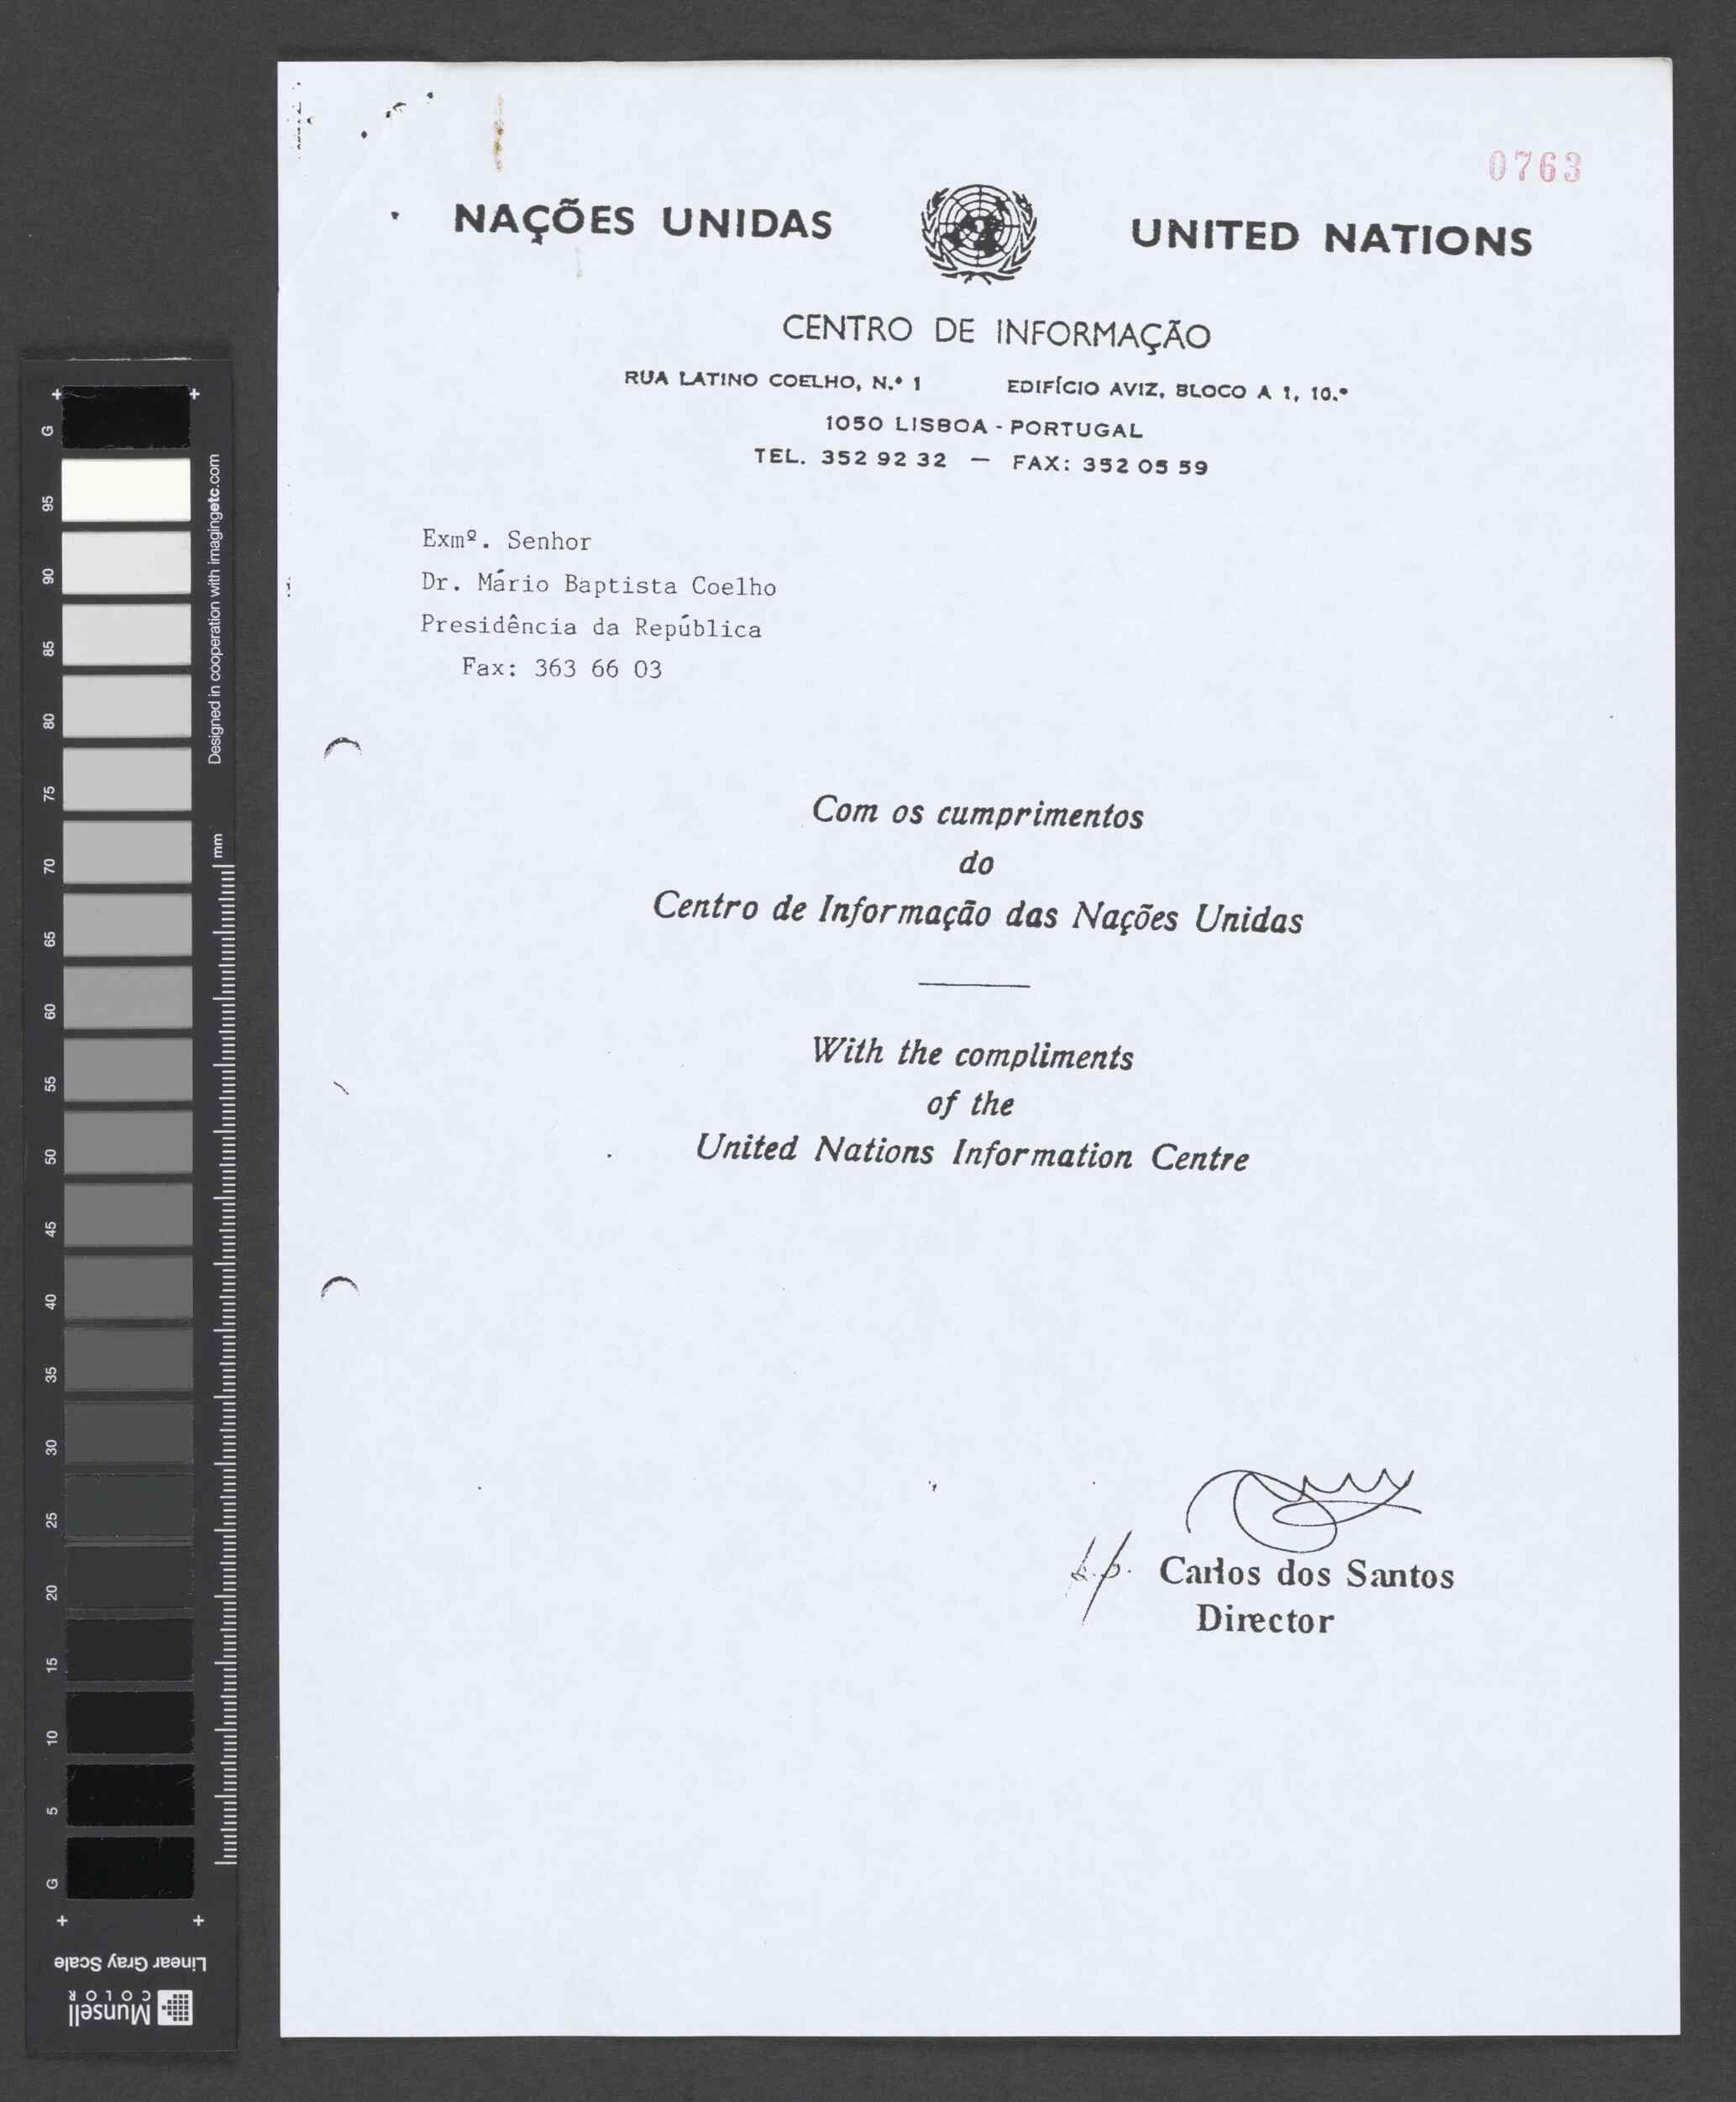 0763
NAÇÕES UNIDAS UNITED NATIONS
CENTRO DE INFORMAÇÃO
RUA LATINO COELHO, N.º 1 EDIFÍCIO AVIZ, BLOCO A 1, 10.º
1050 LISBOA - PORTUGAL
TEL. 352 92 32 — FAX: 352 05 59
Exmº. Senhor
Dr. Mário Baptista Coelho
Presidência da República
Fax: 363 66 03
Com os cumprimentos
do
Centro de Informação das Nações Unidas
With the compliments
of the
United Nations Information Centre
Carlos dos Santos
Director
G
95
90
85
80
75
70
65
60
55
50
45
40
35
30
25
20
15
10
5
G
Designed in cooperation with imagingetc.com
mm
Linear Gray Scale
Munsell
COLOR